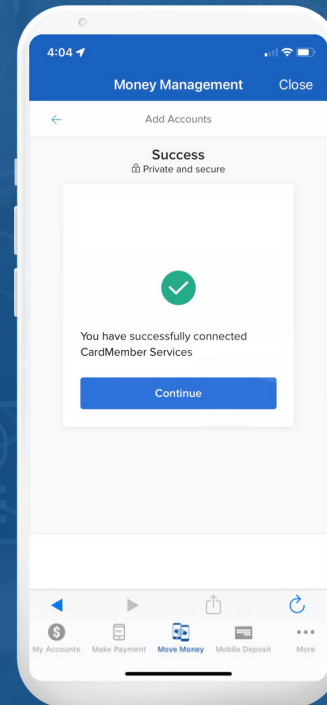 4:04
Money Management
Close
Add Accounts
Success
Private and secure
You have successfully connected
CardMember Services
Continue
My Accounts
Make Payment
Move Money
Mobile Deposit
More